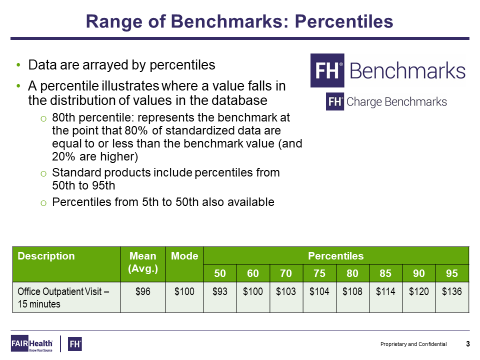 Range of Benchmarks: Percentiles
• Data are arrayed by percentiles
• A percentile illustrates where a value falls in
the distribution of values in the database
o 80th percentile: represents the benchmark at
the point that 80% of standardized data are
equal to or less than the benchmark value (and
20% are higher)
o Standard products include percentiles from
50th to 95th
o Percentiles from 5th to 50th also available
FH® Benchmarks
FH® Charge Benchmarks
Description Mean Mode Percentiles
(Avg.)
50 60 70 75 80 85 90 95
Office Outpatient Visit – $96 $100 $93 $100 $103 $104 $108 $114 $120 $136
15 minutes
FAIR Health
Know Your Source
FH®
Proprietary and Confidential 3